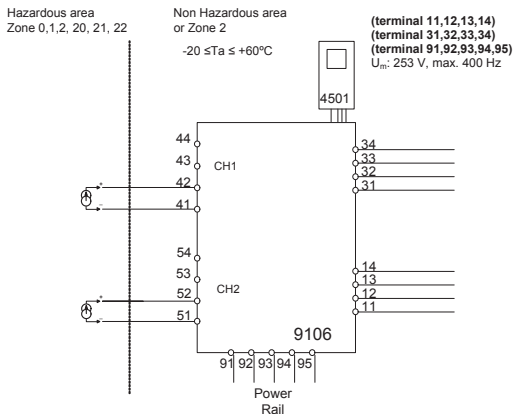 Hazardous area
Zone 0,1,2, 20, 21, 22
Non Hazardous area
or Zone 2
-20 ≤Ta ≤ +60ºC
(terminal 11,12,13,14)
(terminal 31,32,33,34)
(terminal 91,92,93,94,95)
Um: 253 V, max. 400 Hz
4501
44
43
CH1
42
41
34
33
32
31
54
53
CH2
52
51
14
13
12
11
9106
91 92 93 94 95
Power
Rail